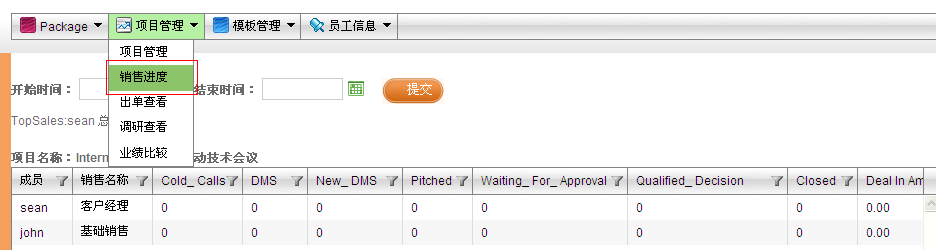 Package 项目管理 模板管理 员工信息
项目管理
销售进度
开始时间： 结束时间： 提交
出单查看
TopSales:sean 总
调研查看
业绩比较
项目名称： Intern 动技术会议
成员 销售名称 Cold_ Calls DMS New_ DMS Pitched Waiting_ For_ Approval Qualified_ Decision Closed Deal In Am
sean 客户经理 0 0 0 0 0 0 0 0.00
john 基础销售 0 0 0 0 0 0 0 0.00